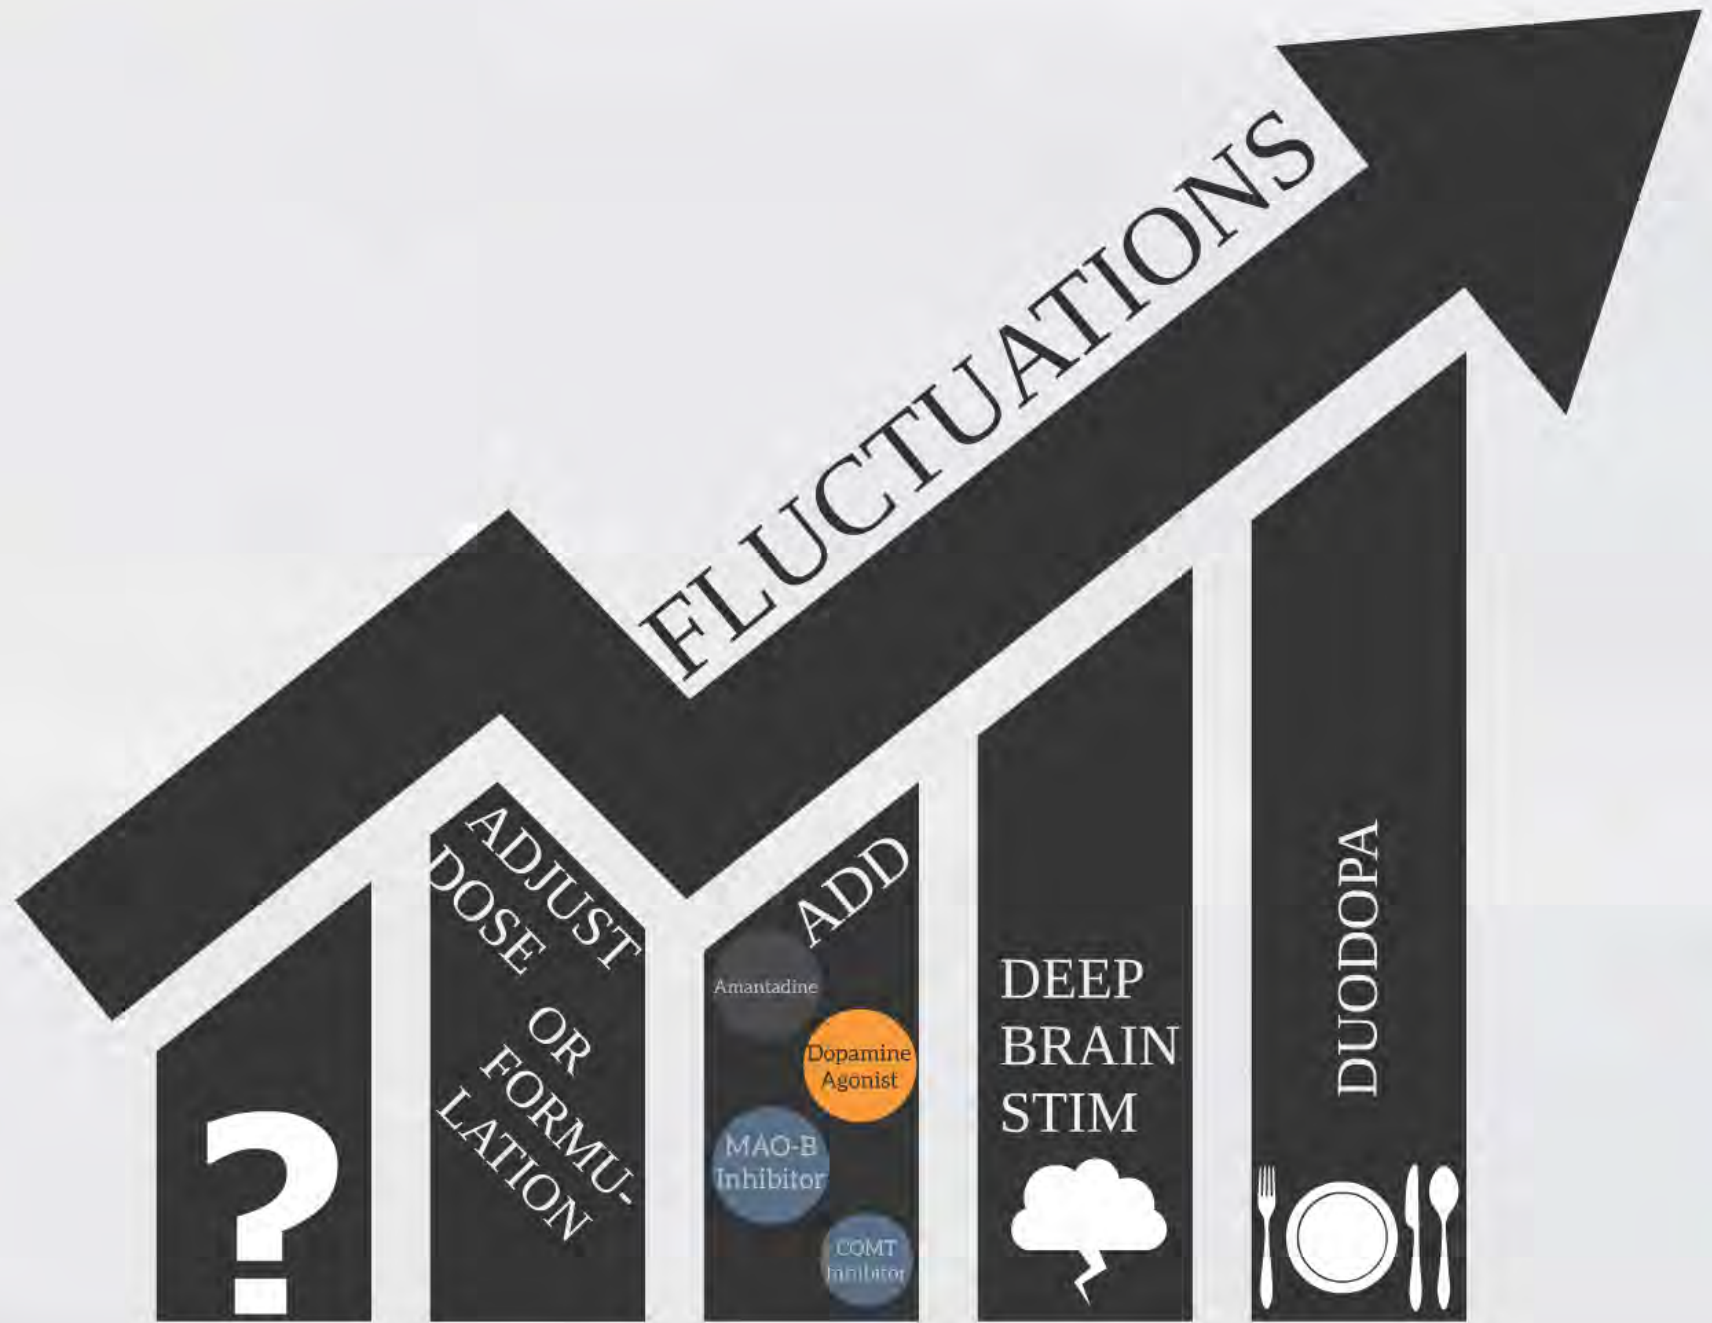 FLUCTUATIONS
?
ADJUST
DOSE
OR
FORMU-
LATION
ADD
Amantadine
Dopamine
Agonist
MAO-B
Inhibitor
COMT
Inhibitor
DEEP
BRAIN
STIM
DUODOPA